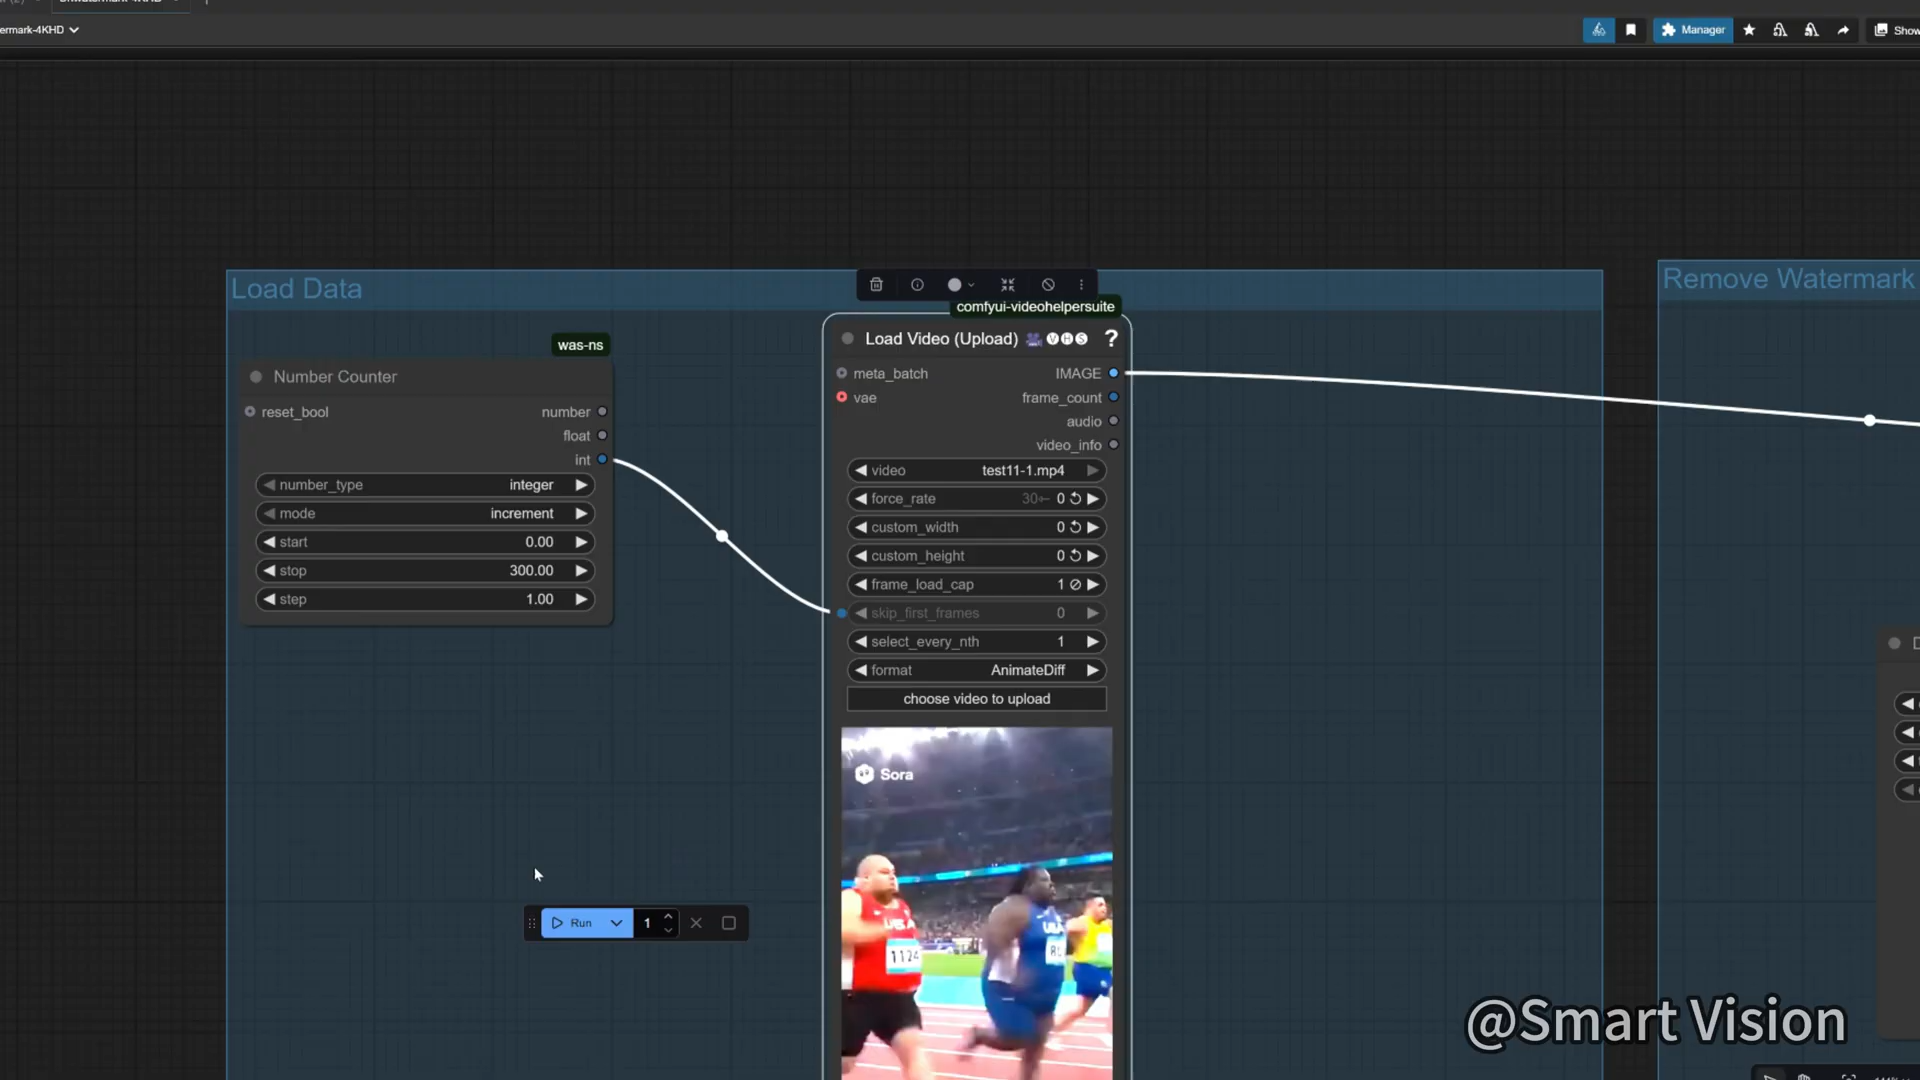 ermark-4KHD
Manager
Show
Load Data
Remove Watermark
comfyui-videohelpersuite
was-ns
Number Counter
reset_bool
number
float
int
number_type integer
mode increment
start 0.00
stop 300.00
step 1.00
Load Video (Upload) V H S ?
meta_batch IMAGE
vae frame_count
audio
video_info
video test11-1.mp4
force_rate 30← 0
custom_width 0
custom_height 0
frame_load_cap 1
skip_first_frames 0
select_every_nth 1
format AnimateDiff
choose video to upload
Sora
USA
1124
Run 1
@Smart Vision